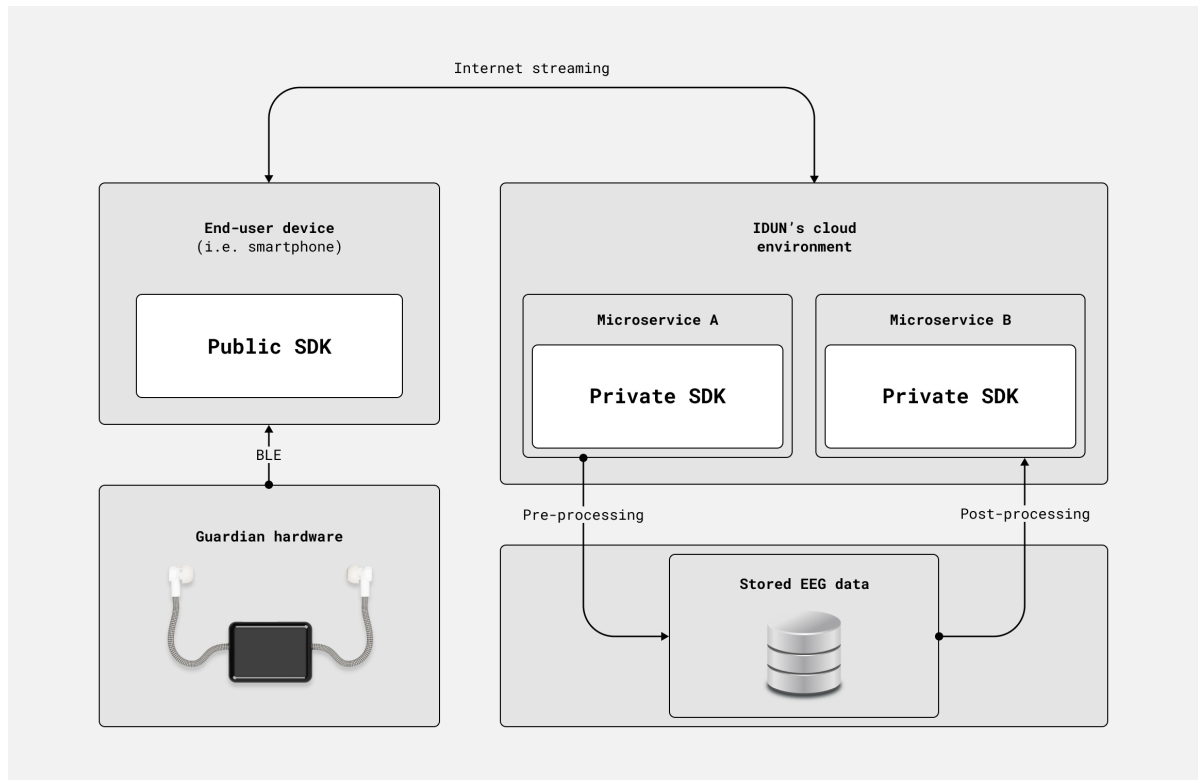 Internet streaming
End-user device
(i.e. smartphone)
Public SDK
BLE
Guardian hardware
IDUN’s cloud
environment
Microservice A
Private SDK
Microservice B
Private SDK
Pre-processing
Post-processing
Stored EEG data